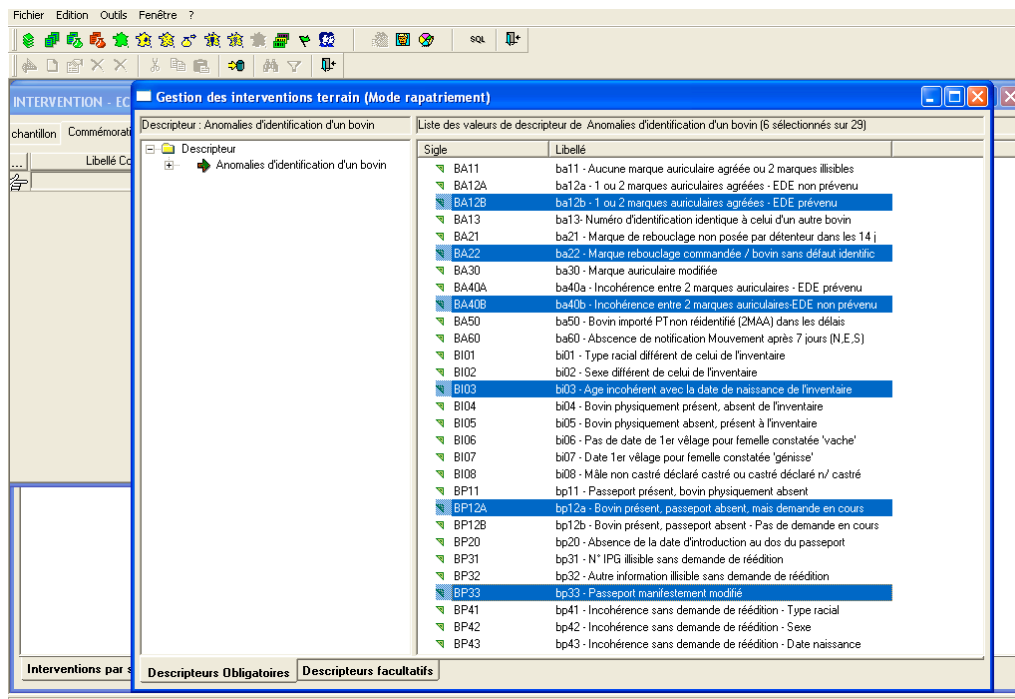 Fichier Edition Outils Fenêtre ?
SQL
INTERVENTION - EC
Gestion des interventions terrain (Mode rapatriement)
chantillon Commémorati
Descripteur : Anomalies d'identification d'un bovin
Liste des valeurs de descripteur de Anomalies d'identification d'un bovin (6 sélectionnés sur 29)
... Libellé Co
Descripteur
Anomalies d'identification d'un bovin
Sigle Libellé
BA11 ba11 - Aucune marque auriculaire agréée ou 2 marques illisibles
BA12A ba12a - 1 ou 2 marques auriculaires agréées - EDE non prévenu
BA12B ba12b - 1 ou 2 marques auriculaires agréées - EDE prévenu
BA13 ba13- Numéro d'identification identique à celui d'un autre bovin
BA21 ba21 - Marque de rebouclage non posée par détenteur dans les 14 j
BA22 ba22 - Marque rebouclage commandée / bovin sans défaut identific
BA30 ba30 - Marque auriculaire modifiée
BA40A ba40a - Incohérence entre 2 marques auriculaires - EDE prévenu
BA40B ba40b - Incohérence entre 2 marques auriculaires-EDE non prévenu
BA50 ba50 - Bovin importé PTnon réidentifié (2MAA) dans les délais
BA60 ba60 - Abscence de notification Mouvement après 7 jours (N,E,S)
BI01 bi01 - Type racial différent de celui de l'inventaire
BI02 bi02 - Sexe différent de celui de l'inventaire
BI03 bi03 - Age incohérent avec la date de naissance de l'inventaire
BI04 bi04 - Bovin physiquement présent, absent de l'inventaire
BI05 bi05 - Bovin physiquement absent, présent à l'inventaire
BI06 bi06 - Pas de date de 1er vêlage pour femelle constatée 'vache'
BI07 bi07 - Date 1er vêlage pour femelle constatée 'génisse'
BI08 bi08 - Mâle non castré déclaré castré ou castré déclaré n/ castré
BP11 bp11 - Passeport présent, bovin physiquement absent
BP12A bp12a - Bovin présent, passeport absent, mais demande en cours
BP12B bp12b - Bovin présent, passeport absent - Pas de demande en cours
BP20 bp20 - Absence de la date d'introduction au dos du passeport
BP31 bp31 - N° IPG illisible sans demande de réédition
BP32 bp32 - Autre information illisible sans demande de réédition
BP33 bp33 - Passeport manifestement modifié
BP41 bp41 - Incohérence sans demande de réédition - Type racial
BP42 bp42 - Incohérence sans demande de réédition - Sexe
BP43 bp43 - Incohérence sans demande de réédition - Date naissance
Interventions par s
Descripteurs Obligatoires Descripteurs facultatifs